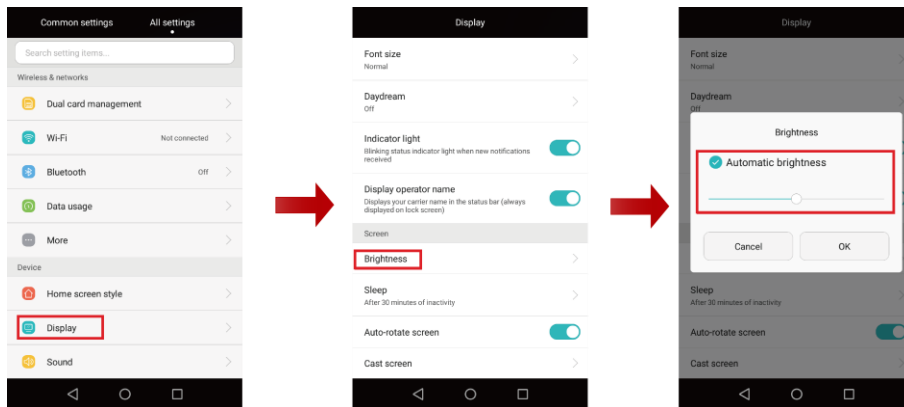 Common settings All settings
Search setting items...
Wireless & networks
Dual card management
Wi-Fi Not connected
Bluetooth Off
Data usage
More
Device
Home screen style
Display
Sound
Display
Font size
Normal
Daydream
Off
Indicator light
Blinking status indicator light when new notifications
received
Display operator name
Displays your carrier name in the status bar (always
displayed on lock screen)
Screen
Brightness
Sleep
After 30 minutes of inactivity
Auto-rotate screen
Cast screen
Display
Font size
Normal
Daydream
Off
Brightness
Automatic brightness
Cancel OK
Sleep
After 30 minutes of inactivity
Auto-rotate screen
Cast screen